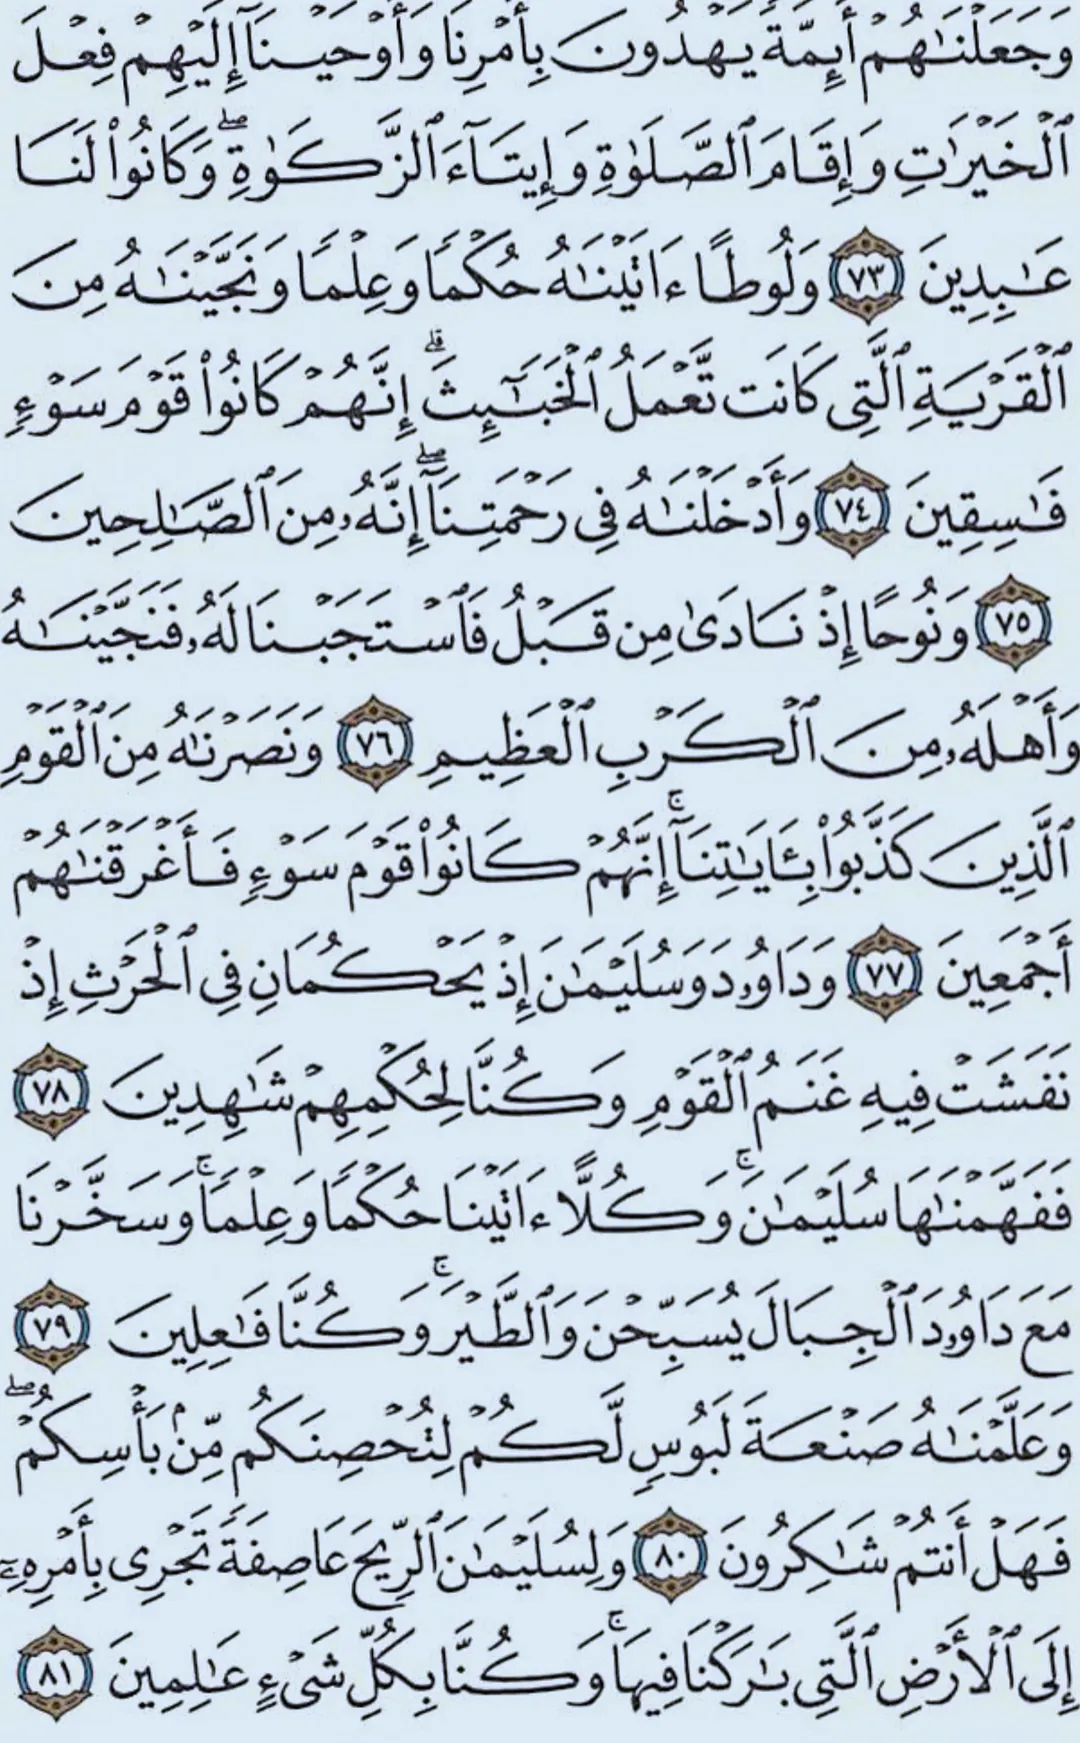 وَجَعَلْنَٰهُمْ أَئِمَّةً يَهْدُونَ بِأَمْرِنَا وَأَوْحَيْنَآ إِلَيْهِمْ فِعْلَ
ٱلْخَيْرَٰتِ وَإِقَامَ ٱلصَّلَوٰةِ وَإِيتَآءَ ٱلزَّكَوٰةِ ۖ وَكَانُوا۟ لَنَا
عَٰبِدِينَ ٧٣ وَلُوطًا ءَاتَيْنَٰهُ حُكْمًا وَعِلْمًا وَنَجَّيْنَٰهُ مِنَ
ٱلْقَرْيَةِ ٱلَّتِى كَانَت تَّعْمَلُ ٱلْخَبَٰٓئِثَ ۗ إِنَّهُمْ كَانُوا۟ قَوْمَ سَوْءٍ
فَٰسِقِينَ ٧٤ وَأَدْخَلْنَٰهُ فِى رَحْمَتِنَآ ۖ إِنَّهُۥ مِنَ ٱلصَّٰلِحِينَ
٧٥ وَنُوحًا إِذْ نَادَىٰ مِن قَبْلُ فَٱسْتَجَبْنَا لَهُۥ فَنَجَّيْنَٰهُ
وَأَهْلَهُۥ مِنَ ٱلْكَرْبِ ٱلْعَظِيمِ ٧٦ وَنَصَرْنَٰهُ مِنَ ٱلْقَوْمِ
ٱلَّذِينَ كَذَّبُوا۟ بِـَٔايَٰتِنَآ ۚ إِنَّهُمْ كَانُوا۟ قَوْمَ سَوْءٍ فَأَغْرَقْنَٰهُمْ
أَجْمَعِينَ ٧٧ وَدَاوُۥدَ وَسُلَيْمَٰنَ إِذْ يَحْكُمَانِ فِى ٱلْحَرْثِ إِذْ
نَفَشَتْ فِيهِ غَنَمُ ٱلْقَوْمِ وَكُنَّا لِحُكْمِهِمْ شَٰهِدِينَ ٧٨
فَفَهَّمْنَٰهَا سُلَيْمَٰنَ ۚ وَكُلًّا ءَاتَيْنَا حُكْمًا وَعِلْمًا ۚ وَسَخَّرْنَا
مَعَ دَاوُۥدَ ٱلْجِبَالَ يُسَبِّحْنَ وَٱلطَّيْرَ ۚ وَكُنَّا فَٰعِلِينَ ٧٩
وَعَلَّمْنَٰهُ صَنْعَةَ لَبُوسٍ لَّكُمْ لِتُحْصِنَكُم مِّنۢ بَأْسِكُمْ ۖ
فَهَلْ أَنتُمْ شَٰكِرُونَ ٨٠ وَلِسُلَيْمَٰنَ ٱلرِّيحَ عَاصِفَةً تَجْرِى بِأَمْرِهِۦٓ
إِلَى ٱلْأَرْضِ ٱلَّتِى بَٰرَكْنَا فِيهَا ۚ وَكُنَّا بِكُلِّ شَىْءٍ عَٰلِمِينَ ٨١